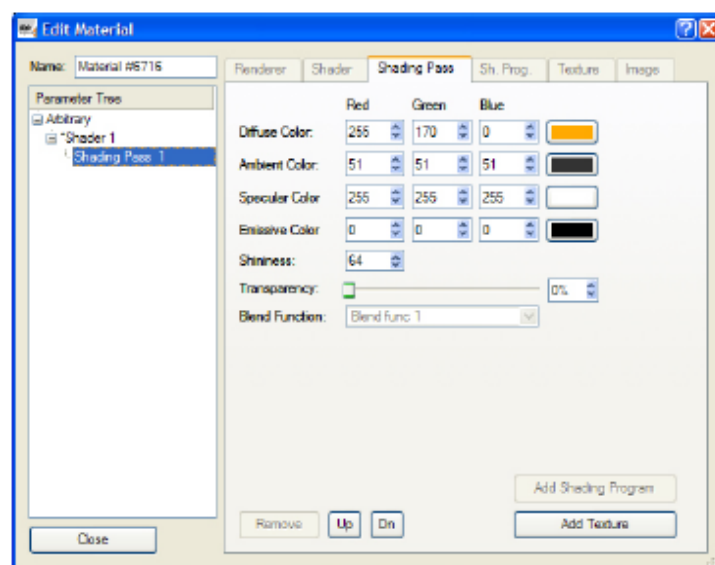 Edit Material
Name: Material #6716
Parameter Tree
Arbitrary
*Shader 1
Shading Pass 1
Close
Renderer Shader Shading Pass Sh. Prog. Texture Image
Red Green Blue
Diffuse Color: 255 170 0
Ambient Color: 51 51 51
Specular Color 255 255 255
Emissive Color 0 0 0
Shininess: 64
Transparency: 0%
Blend Function: Blend func 1
Add Shading Program
Remove Up Dn Add Texture